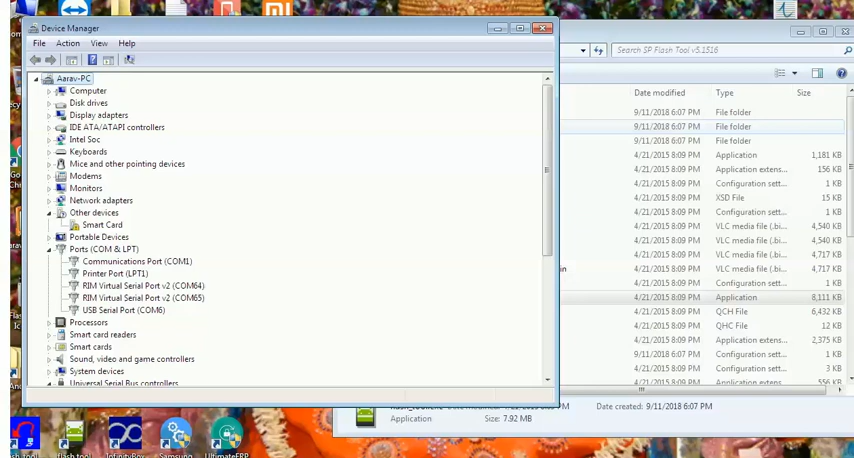 Device Manager
File Action View Help
Aarav-PC
Computer
Disk drives
Display adapters
IDE ATA/ATAPI controllers
Intel Soc
Keyboards
Mice and other pointing devices
Modems
Monitors
Network adapters
Other devices
Smart Card
Portable Devices
Ports (COM & LPT)
Communications Port (COM1)
Printer Port (LPT1)
RIM Virtual Serial Port v2 (COM64)
RIM Virtual Serial Port v2 (COM65)
USB Serial Port (COM6)
Processors
Smart card readers
Smart cards
Sound, video and game controllers
System devices
Universal Serial Bus controllers
Search SP Flash Tool v5.1516
Date modified Type Size
9/11/2018 6:07 PM File folder
9/11/2018 6:07 PM File folder
9/11/2018 6:07 PM File folder
4/21/2015 8:09 PM Application 1,181 KB
4/21/2015 8:09 PM Application extens... 156 KB
4/21/2015 8:09 PM Configuration sett... 1 KB
4/21/2015 8:09 PM XSD File 15 KB
4/21/2015 8:09 PM Configuration sett... 1 KB
4/21/2015 8:09 PM VLC media file (.bi... 4,540 KB
4/21/2015 8:09 PM VLC media file (.bi... 4,540 KB
4/21/2015 8:09 PM VLC media file (.bi... 4,717 KB
in 4/21/2015 8:09 PM VLC media file (.bi... 4,717 KB
4/21/2015 8:09 PM Configuration sett... 1 KB
4/21/2015 8:09 PM Application 8,111 KB
4/21/2015 8:09 PM QCH File 6,432 KB
4/21/2015 8:09 PM QHC File 12 KB
4/21/2015 8:09 PM Application extens... 2,375 KB
9/11/2018 6:07 PM Configuration sett... 1 KB
4/21/2015 8:09 PM Configuration sett... 3 KB
4/21/2015 8:09 PM Application extens... 556 KB
Date created: 9/11/2018 6:07 PM
Application Size: 7.92 MB
flash tool InfinityBox Samsung UltimateERP